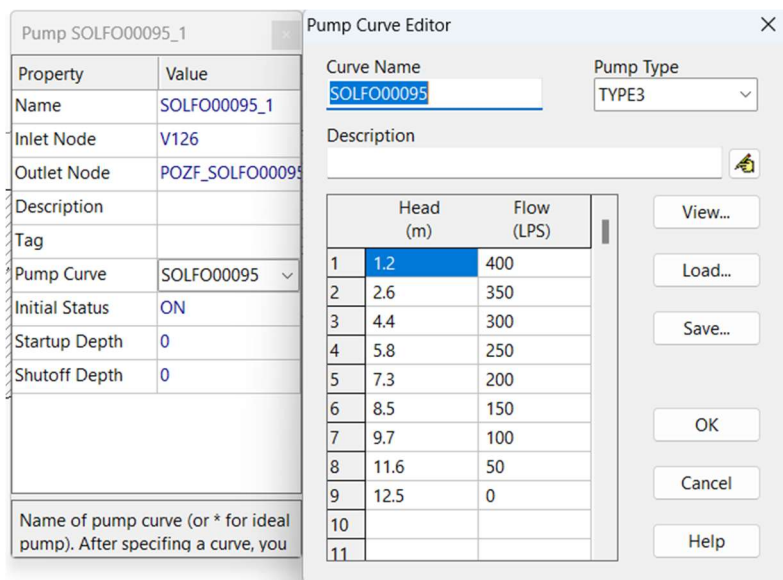 Pump SOLFO00095_1
Property Value
Name SOLFO00095_1
Inlet Node V126
Outlet Node POZF_SOLFO00095
Description
Tag
Pump Curve SOLFO00095
Initial Status ON
Startup Depth 0
Shutoff Depth 0
Name of pump curve (or * for ideal
pump). After specifing a curve, you
Pump Curve Editor
Curve Name Pump Type
SOLFO00095 TYPE3
Description
Head Flow
(m) (LPS)
1 1.2 400
2 2.6 350
3 4.4 300
4 5.8 250
5 7.3 200
6 8.5 150
7 9.7 100
8 11.6 50
9 12.5 0
10
11
View...
Load...
Save...
OK
Cancel
Help